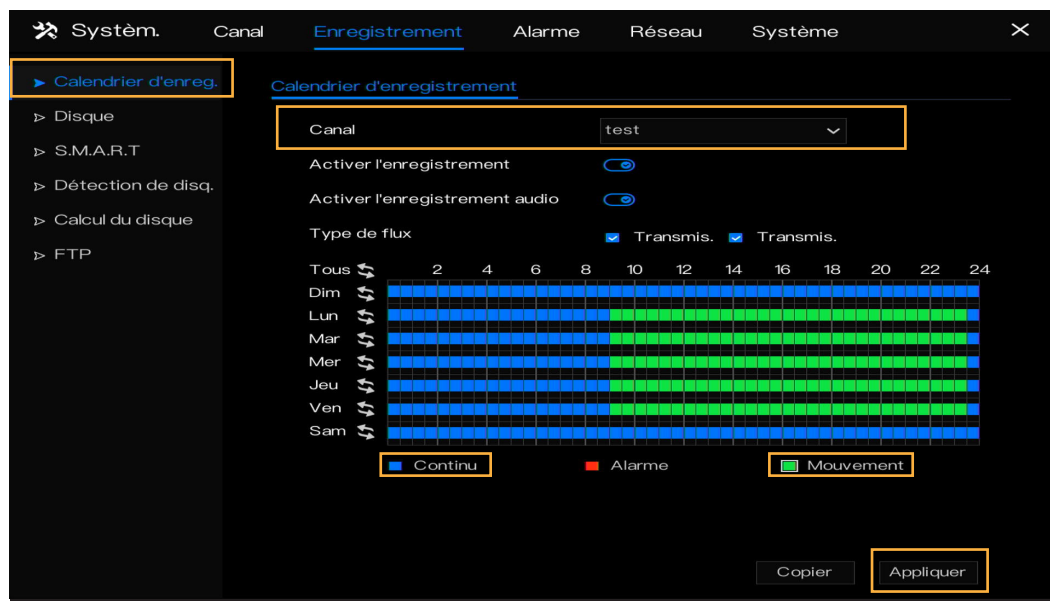 Systèm. Canal Enregistrement Alarme Réseau Système
Calendrier d'enreg.
Disque
S.M.A.R.T
Détection de disq.
Calcul du disque
FTP
Calendrier d'enregistrement
Canal test
Activer l'enregistrement
Activer l'enregistrement audio
Type de flux Transmis. Transmis.
Tous 2 4 6 8 10 12 14 16 18 20 22 24
Dim
Lun
Mar
Mer
Jeu
Ven
Sam
Continu Alarme Mouvement
Copier Appliquer